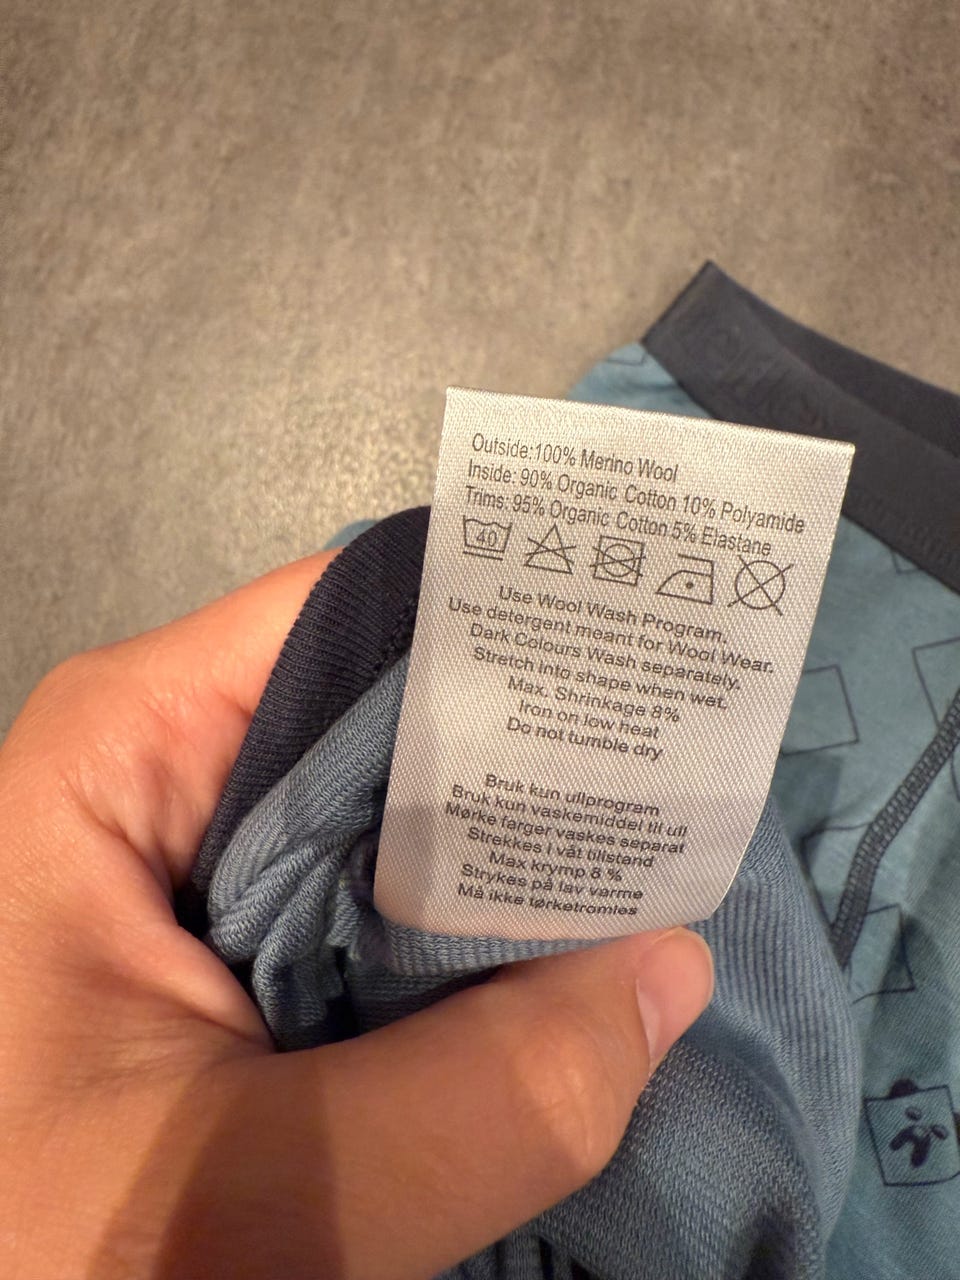 Outside:100% Merino Wool
Inside: 90% Organic Cotton 10% Polyamide
Trims: 95% Organic Cotton 5% Elastane
40
Use Wool Wash Program.
Use detergent meant for Wool Wear.
Dark Colours Wash separately.
Stretch into shape when wet.
Max. Shrinkage 8%
Iron on low heat
Do not tumble dry
Bruk kun ullprogram
Bruk kun vaskemiddel til ull
Mørke farger vaskes separat
Strekkes i våt tilstand
Max krymp 8 %
Strykes på lav varme
Må ikke tørketromles